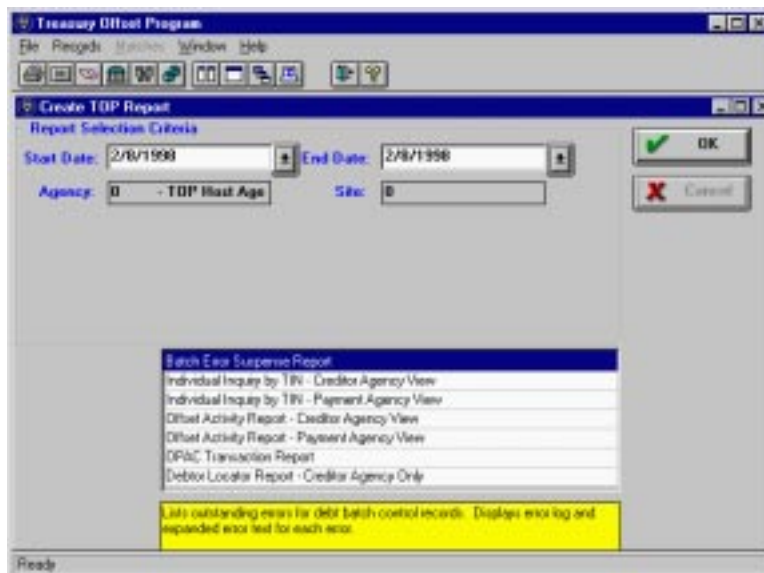 Treasury Offset Program
File Records Matches Window Help
Create TOP Report
Report Selection Criteria
Start Date: 2/8/1998 End Date: 2/8/1998
OK
Agency: 0 - TOP Host Age Site: 0
Cancel
Batch Error Suspense Report
Individual Inquiry by TIN - Creditor Agency View
Individual Inquiry by TIN - Payment Agency View
Offset Activity Report - Creditor Agency View
Offset Activity Report - Payment Agency View
OPAC Transaction Report
Debtor Locator Report - Creditor Agency Only
Lists outstanding errors for debt batch control records. Displays error log and
expanded error text for each error.
Ready